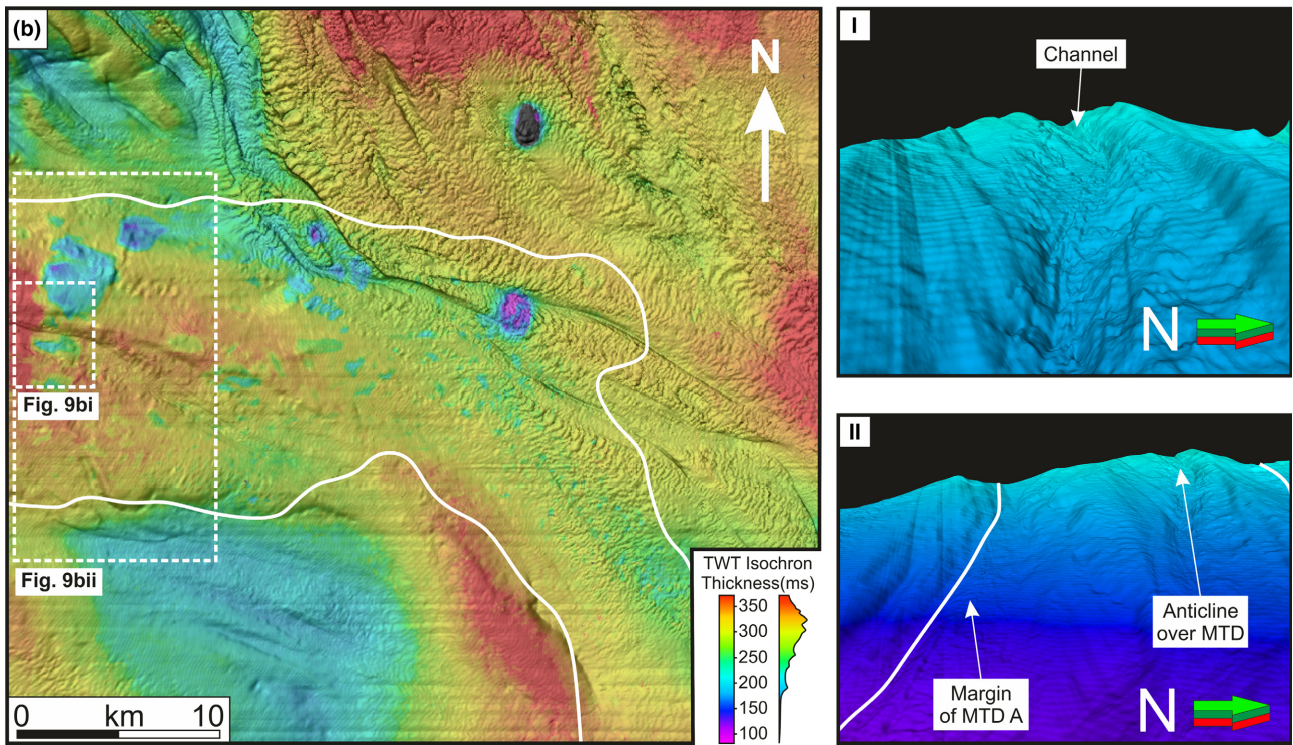 (b)
N
Fig. 9bi
Fig. 9bii
0 km 10
TWT Isochron
Thickness(ms)
350
300
250
200
150
100
I
Channel
N
II
Anticline
over MTD
Margin
of MTD A
N